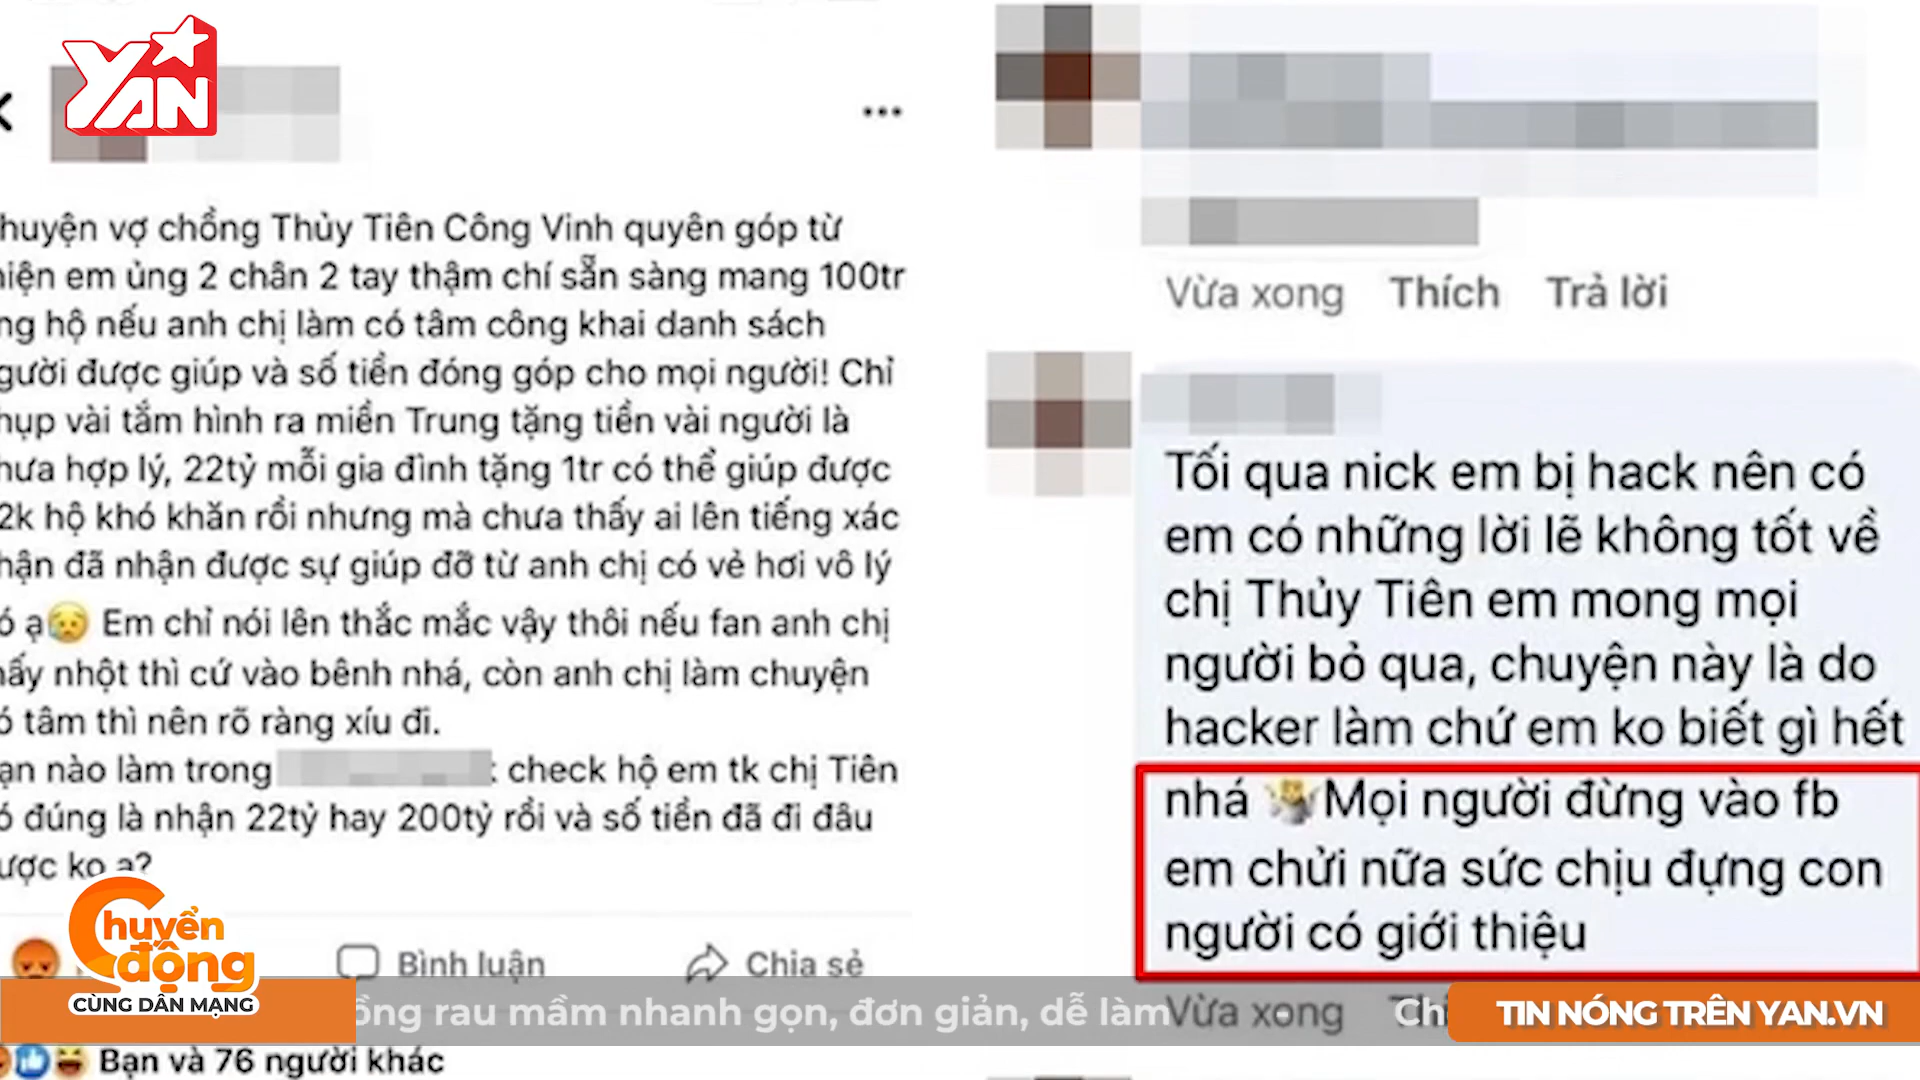 YAN
huyện vợ chồng Thủy Tiên Công Vinh quyên góp từ
hiện em ủng 2 chân 2 tay thậm chí sẵn sàng mang 100tr
ng hộ nếu anh chị làm có tâm công khai danh sách
gười được giúp và số tiền đóng góp cho mọi người! Chỉ
hụp vài tắm hình ra miền Trung tặng tiền vài người là
hưa hợp lý, 22tỷ mỗi gia đình tặng 1tr có thể giúp được
2k hộ khó khăn rồi nhưng mà chưa thấy ai lên tiếng xác
hận đã nhận được sự giúp đỡ từ anh chị có vẻ hơi vô lý
ó ạ😥 Em chỉ nói lên thắc mắc vậy thôi nếu fan anh chị
hấy nhột thì cứ vào bênh nhá, còn anh chị làm chuyện
ó tâm thì nên rõ ràng xíu đi.
ạn nào làm trong check hộ em tk chị Tiên
ó đúng là nhận 22tỷ hay 200tỷ rồi và số tiền đã đi đâu
ược ko ạ?
Bình luận Chia sẻ
Bạn và 76 người khác
Vừa xong Thích Trả lời
Tối qua nick em bị hack nên có
em có những lời lẽ không tốt về
chị Thủy Tiên em mong mọi
người bỏ qua, chuyện này là do
hacker làm chứ em ko biết gì hết
nhá 🤷Mọi người đừng vào fb
em chửi nữa sức chịu đựng con
người có giới thiệu
Vừa xong Thí
Chuyển động
CÙNG DÂN MẠNG
ồng rau mầm nhanh gọn, đơn giản, dễ làm Ch
TIN NÓNG TRÊN YAN.VN